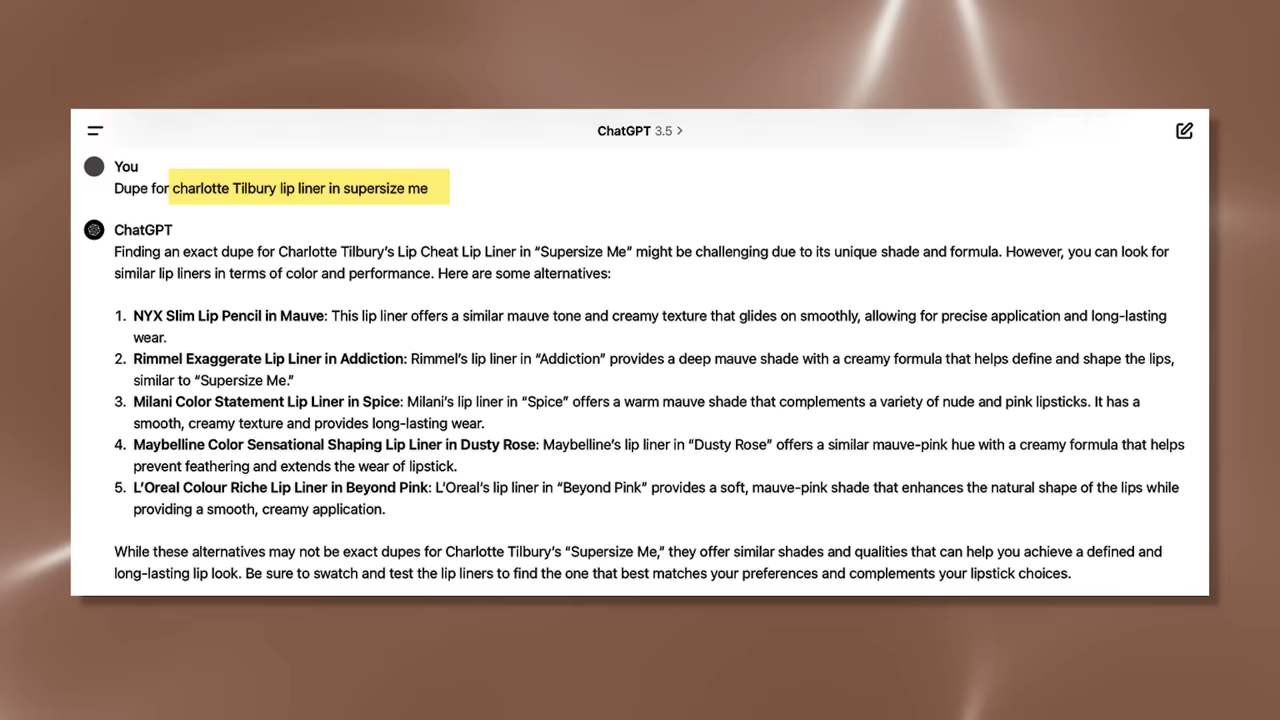 ChatGPT 3.5 >
You
Dupe for charlotte Tilbury lip liner in supersize me
ChatGPT
Finding an exact dupe for Charlotte Tilbury’s Lip Cheat Lip Liner in “Supersize Me” might be challenging due to its unique shade and formula. However, you can look for
similar lip liners in terms of color and performance. Here are some alternatives:
1. NYX Slim Lip Pencil in Mauve: This lip liner offers a similar mauve tone and creamy texture that glides on smoothly, allowing for precise application and long-lasting
wear.
2. Rimmel Exaggerate Lip Liner in Addiction: Rimmel’s lip liner in “Addiction” provides a deep mauve shade with a creamy formula that helps define and shape the lips,
similar to “Supersize Me.”
3. Milani Color Statement Lip Liner in Spice: Milani’s lip liner in “Spice” offers a warm mauve shade that complements a variety of nude and pink lipsticks. It has a
smooth, creamy texture and provides long-lasting wear.
4. Maybelline Color Sensational Shaping Lip Liner in Dusty Rose: Maybelline’s lip liner in “Dusty Rose” offers a similar mauve-pink hue with a creamy formula that helps
prevent feathering and extends the wear of lipstick.
5. L’Oreal Colour Riche Lip Liner in Beyond Pink: L’Oreal’s lip liner in “Beyond Pink” provides a soft, mauve-pink shade that enhances the natural shape of the lips while
providing a smooth, creamy application.
While these alternatives may not be exact dupes for Charlotte Tilbury’s “Supersize Me,” they offer similar shades and qualities that can help you achieve a defined and
long-lasting lip look. Be sure to swatch and test the lip liners to find the one that best matches your preferences and complements your lipstick choices.